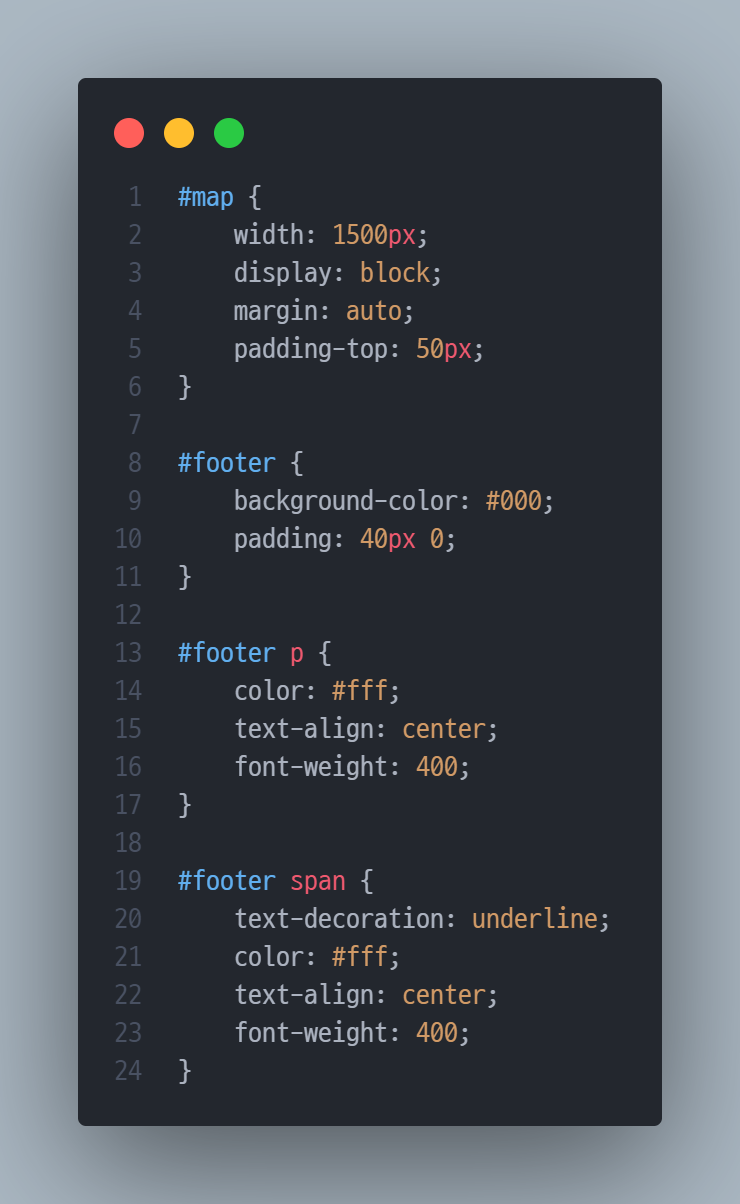 1 #map {
2     width: 1500px;
3     display: block;
4     margin: auto;
5     padding-top: 50px;
6 }
7
8 #footer {
9     background-color: #000;
10     padding: 40px 0;
11 }
12
13 #footer p {
14     color: #fff;
15     text-align: center;
16     font-weight: 400;
17 }
18
19 #footer span {
20     text-decoration: underline;
21     color: #fff;
22     text-align: center;
23     font-weight: 400;
24 }